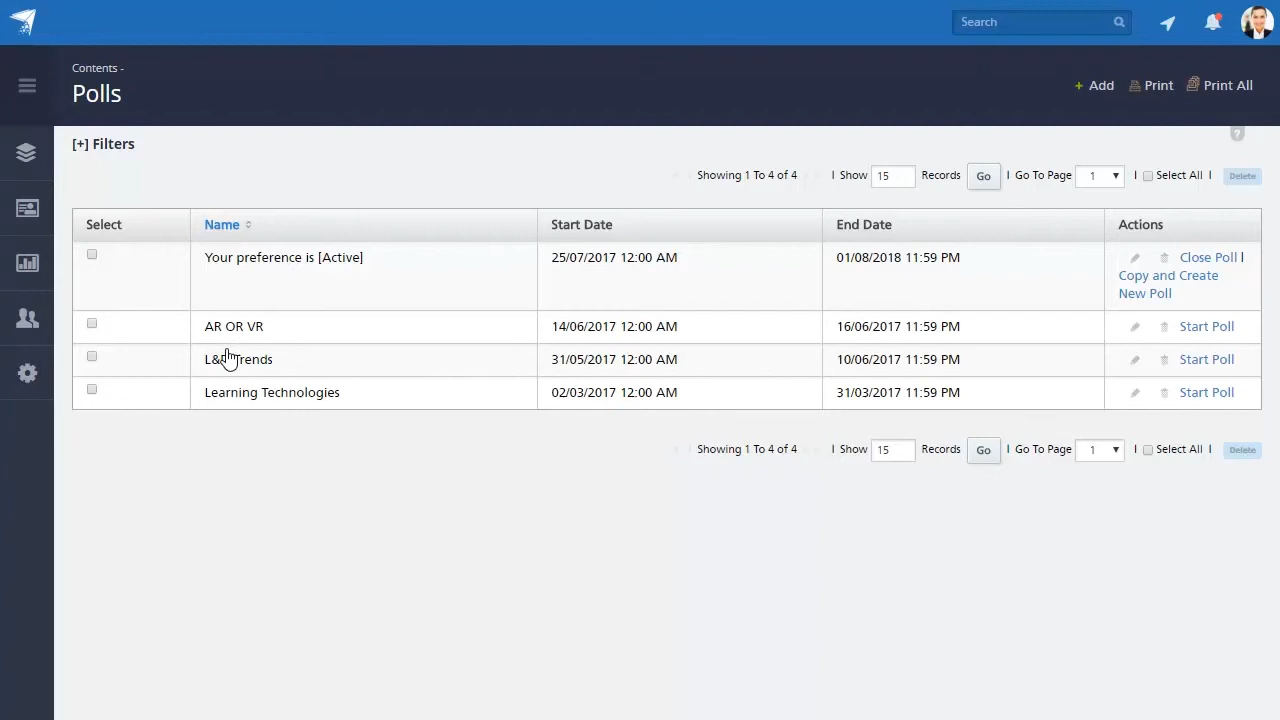 Search
Contents -
Polls
+ Add Print Print All
?
[+] Filters
Showing 1 To 4 of 4 | Show 15 Records Go | Go To Page 1 | Select All | Delete
Select Name Start Date End Date Actions
Your preference is [Active] 25/07/2017 12:00 AM 01/08/2018 11:59 PM Close Poll |
Copy and Create
New Poll
AR OR VR 14/06/2017 12:00 AM 16/06/2017 11:59 PM Start Poll
Trends 31/05/2017 12:00 AM 10/06/2017 11:59 PM Start Poll
Learning Technologies 02/03/2017 12:00 AM 31/03/2017 11:59 PM Start Poll
Showing 1 To 4 of 4 | Show 15 Records Go | Go To Page 1 | Select All | Delete